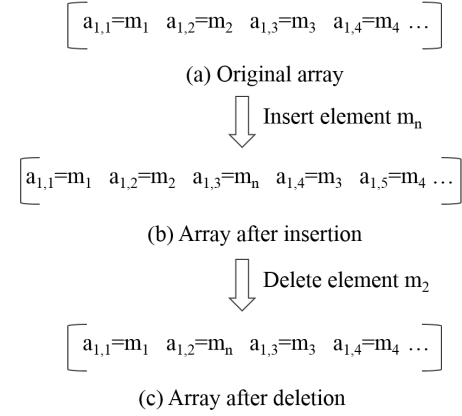 a1,1=m1 a1,2=m2 a1,3=m3 a1,4=m4 …
(a) Original array
Insert element mn
a1,1=m1 a1,2=m2 a1,3=mn a1,4=m3 a1,5=m4 …
(b) Array after insertion
Delete element m2
a1,1=m1 a1,2=mn a1,3=m3 a1,4=m4 …
(c) Array after deletion